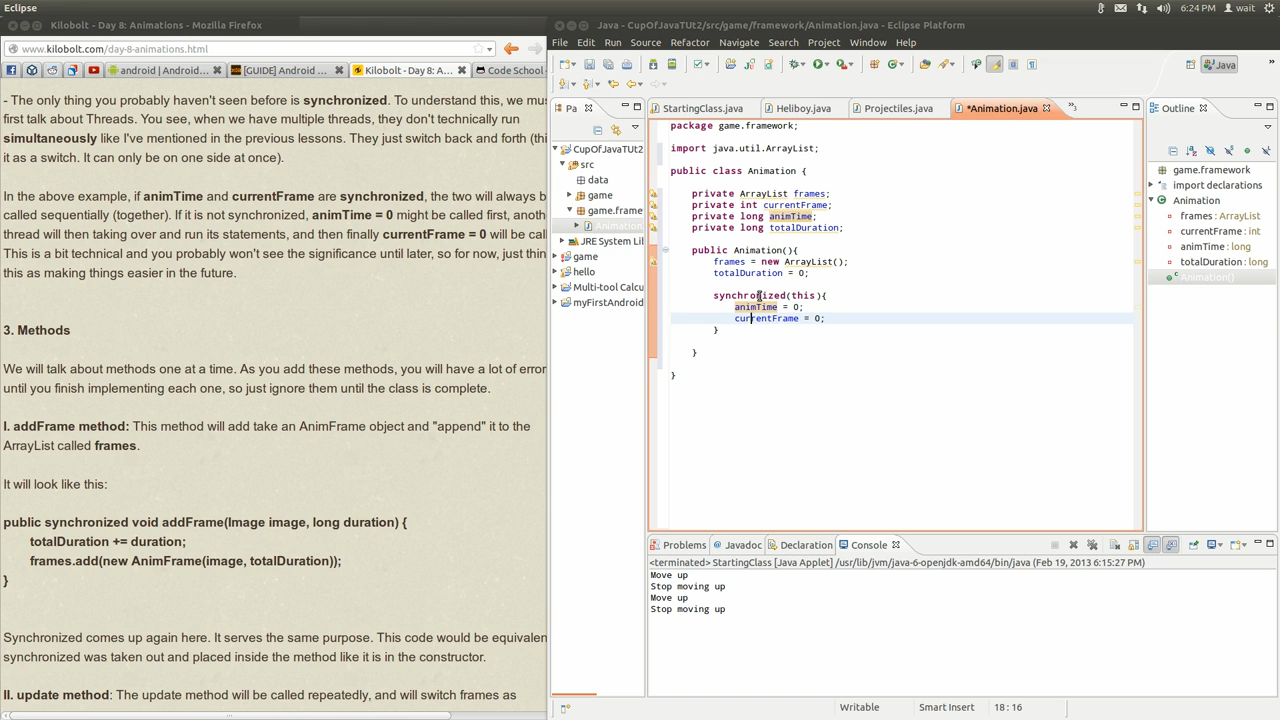 Eclipse
6:24 PM
wait
Kilobolt - Day 8: Animations - Mozilla Firefox
www.kilobolt.com/day-8-animations.html
android | Android...
[GUIDE] Android ...
Kilobolt - Day 8: A...
Code School -
- The only thing you probably haven't seen before is synchronized. To understand this, we mus
first talk about Threads. You see, when we have multiple threads, they don't technically run
simultaneously like I've mentioned in the previous lessons. They just switch back and forth (thi
it as a switch. It can only be on one side at once).
In the above example, if animTime and currentFrame are synchronized, the two will always b
called sequentially (together). If it is not synchronized, animTime = 0 might be called first, anoth
thread will then taking over and run its statements, and then finally currentFrame = 0 will be cal
This is a bit technical and you probably won't see the significance until later, so for now, just thin
this as making things easier in the future.
3. Methods
We will talk about methods one at a time. As you add these methods, you will have a lot of error
until you finish implementing each one, so just ignore them until the class is complete.
I. addFrame method: This method will add take an AnimFrame object and "append" it to the
ArrayList called frames.
It will look like this:
public synchronized void addFrame(Image image, long duration) {
totalDuration += duration;
frames.add(new AnimFrame(image, totalDuration));
}
Synchronized comes up again here. It serves the same purpose. This code would be equivalen
synchronized was taken out and placed inside the method like it is in the constructor.
II. update method: The update method will be called repeatedly, and will switch frames as
Java - CupOfJavaTUt2/src/game/framework/Animation.java - Eclipse Platform
File Edit Run Source Refactor Navigate Search Project Window Help
Java
Pa
CupOfJavaTUt2
src
data
game
game.frame
Animation
JRE System Lil
game
hello
Multi-tool Calcu
myFirstAndroid
StartingClass.java
Heliboy.java
Projectiles.java
*Animation.java
»3
package game.framework;
import java.util.ArrayList;
public class Animation {
private ArrayList frames;
private int currentFrame;
private long animTime;
private long totalDuration;
public Animation(){
frames = new ArrayList();
totalDuration = 0;
synchronized(this){
animTime = 0;
currentFrame = 0;
}
}
}
Outline
game.framework
import declarations
Animation
frames : ArrayList
currentFrame : int
animTime : long
totalDuration : long
Animation()
Problems
Javadoc
Declaration
Console
<terminated> StartingClass [Java Applet] /usr/lib/jvm/java-6-openjdk-amd64/bin/java (Feb 19, 2013 6:15:27 PM)
Move up
Stop moving up
Move up
Stop moving up
Writable
Smart Insert
18 : 16